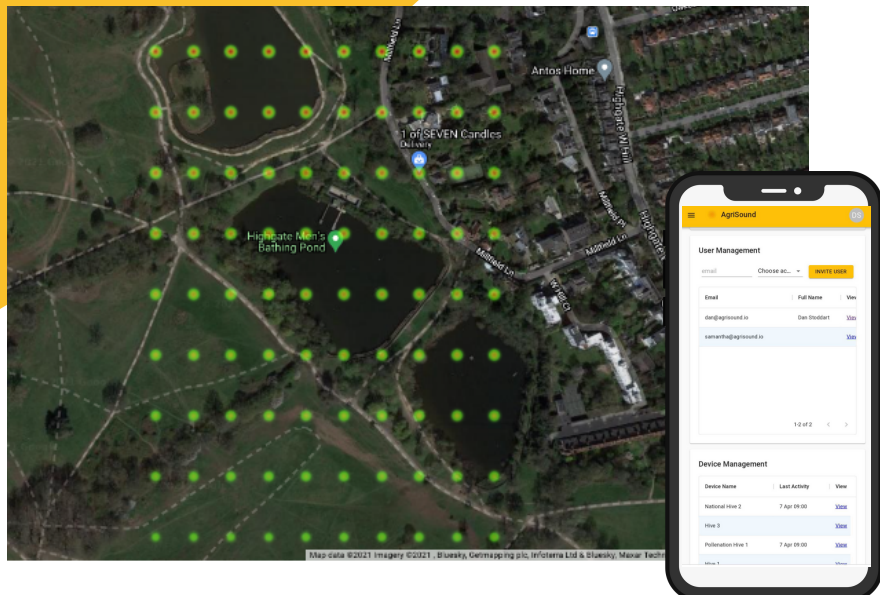 Millfield Ln
Antos Home
Highgate W Hill
1 of SEVEN Candles
Delivery
Highgate Men's
Bathing Pond
Millfield Pl
Millfield Ln
Millfield Ln
W Hill Ct
Map data ©2021 Imagery ©2021 , Bluesky, Getmapping plc, Infoterra Ltd & Bluesky, Maxar Techn
AgriSound
DS
User Management
email
Choose ac...
INVITE USER
Email
Full Name
View
dan@agrisound.io
Dan Stoddart
View
samantha@agrisound.io
View
1-2 of 2
Device Management
Device Name
Last Activity
View
National Hive 2
7 Apr 09:00
View
Hive 3
View
Pollenation Hive 1
7 Apr 09:00
View
Hive 1
View